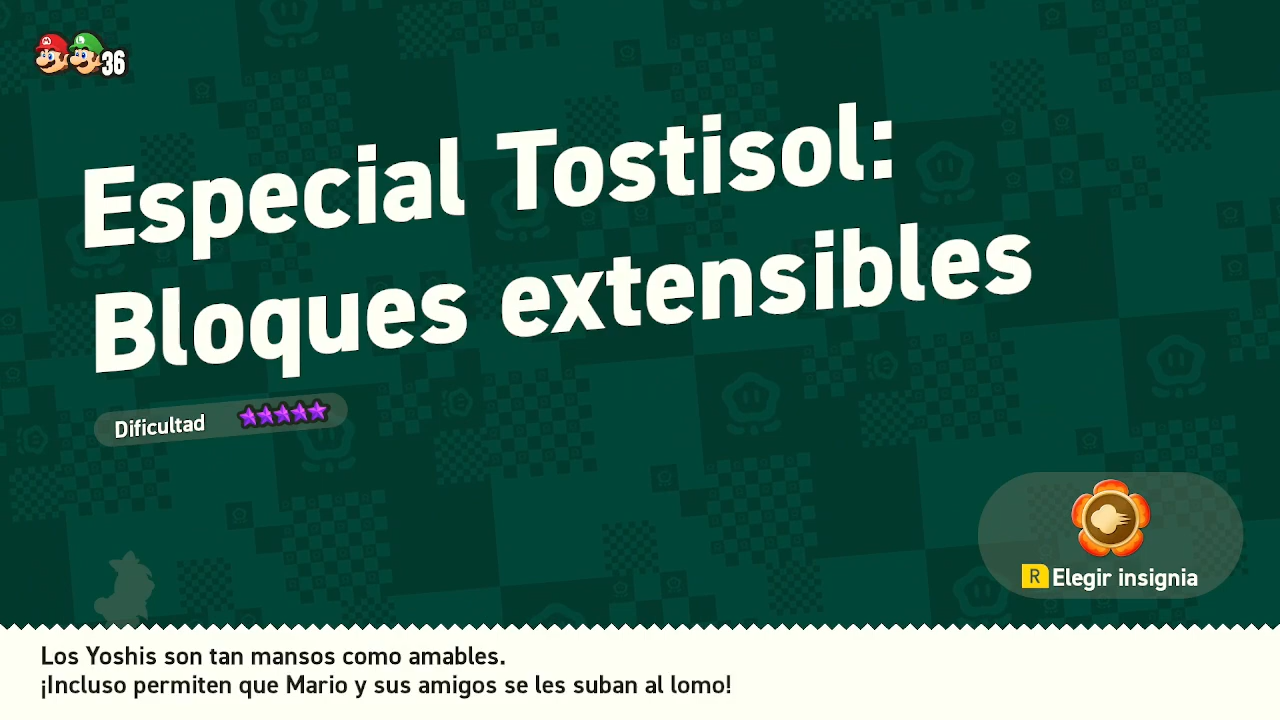 36
Especial Tostisol:
Bloques extensibles
Dificultad
R Elegir insignia
Los Yoshis son tan mansos como amables.
¡Incluso permiten que Mario y sus amigos se les suban al lomo!